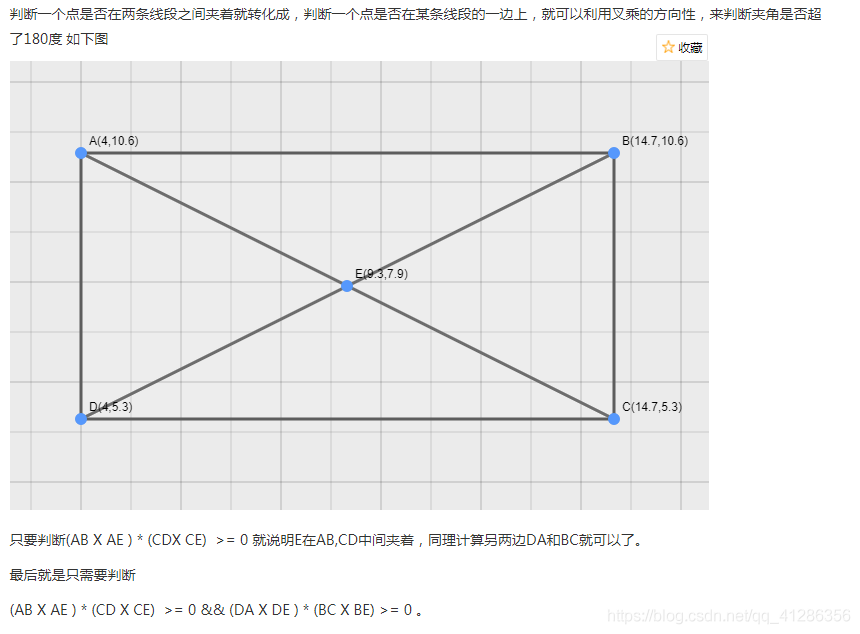 判断一个点是否在两条线段之间夹着就转化成，判断一个点是否在某条线段的一边上，就可以利用叉乘的方向性，来判断夹角是否超
了180度 如下图
收藏
A(4,10.6)
B(14.7,10.6)
E(9.3,7.9)
D(4,5.3)
C(14.7,5.3)
只要判断(AB X AE ) * (CDX CE)  >= 0 就说明E在AB,CD中间夹着，同理计算另两边DA和BC就可以了。
最后就是只需要判断
(AB X AE ) * (CD X CE)  >= 0 && (DA X DE ) * (BC X BE) >= 0 。
https://blog.csdn.net/qq_41286356